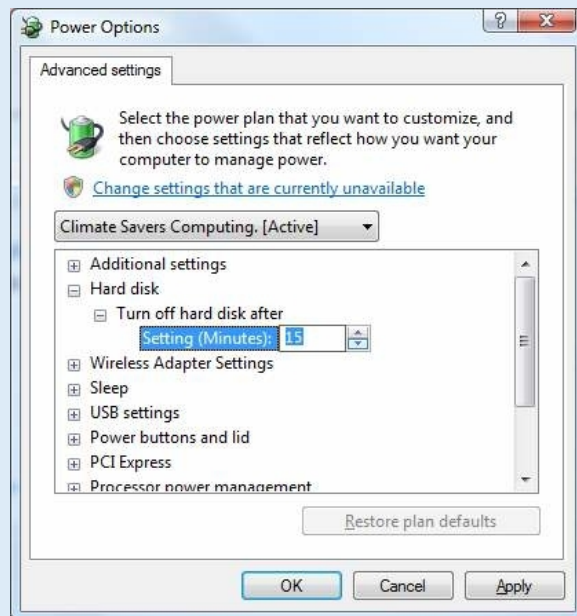 Power Options
Advanced settings
Select the power plan that you want to customize, and
then choose settings that reflect how you want your
computer to manage power.
Change settings that are currently unavailable
Climate Savers Computing. [Active]
Additional settings
Hard disk
Turn off hard disk after
Setting (Minutes): 15
Wireless Adapter Settings
Sleep
USB settings
Power buttons and lid
PCI Express
Processor power management
Restore plan defaults
OK Cancel Apply